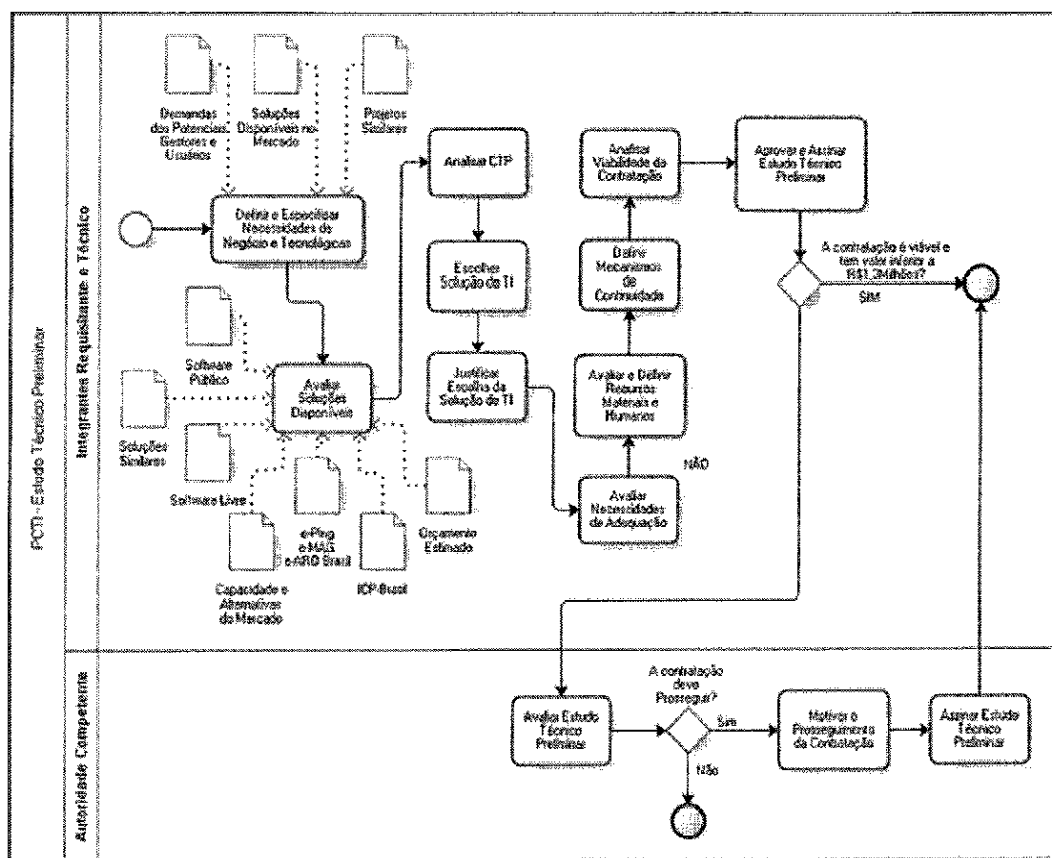 PCTI - Estudo Técnico Preliminar
Integrantes Requisitante e Técnico
Demandas
dos Potenciais
Gestores e
Usuários
Soluções
Disponíveis no
Mercado
Projetos
Similares
Definir e Especificar
Necessidades de
Negócio e Tecnológicas
Software
Público
Soluções
Similares
Software Livre
Capacidade e
Alternativas
do Mercado
e-Ping
e-MAG
e-ARQ Brasil
ICP-Brasil
Orçamento
Estimado
Avaliar
Soluções
Disponíveis
Analisar CTP
Escolher
Solução de TI
Justificar
Escolha da
Solução de TI
Avaliar
Necessidades
de Adequação
NÃO
Avaliar e Definir
Recursos
Materiais e
Humanos
Definir
Mecanismos
de
Continuidade
Analisar
Viabilidade da
Contratação
Aprovar e Assinar
Estudo Técnico
Preliminar
A contratação é viável e
tem valor inferior a
R$1,3Milhões?
SIM
Autoridade Competente
Avaliar Estudo
Técnico
Preliminar
A contratação
deve
Prosseguir?
Sim
Não
Motivar o
Prosseguimento
da Contratação
Assinar Estudo
Técnico
Preliminar